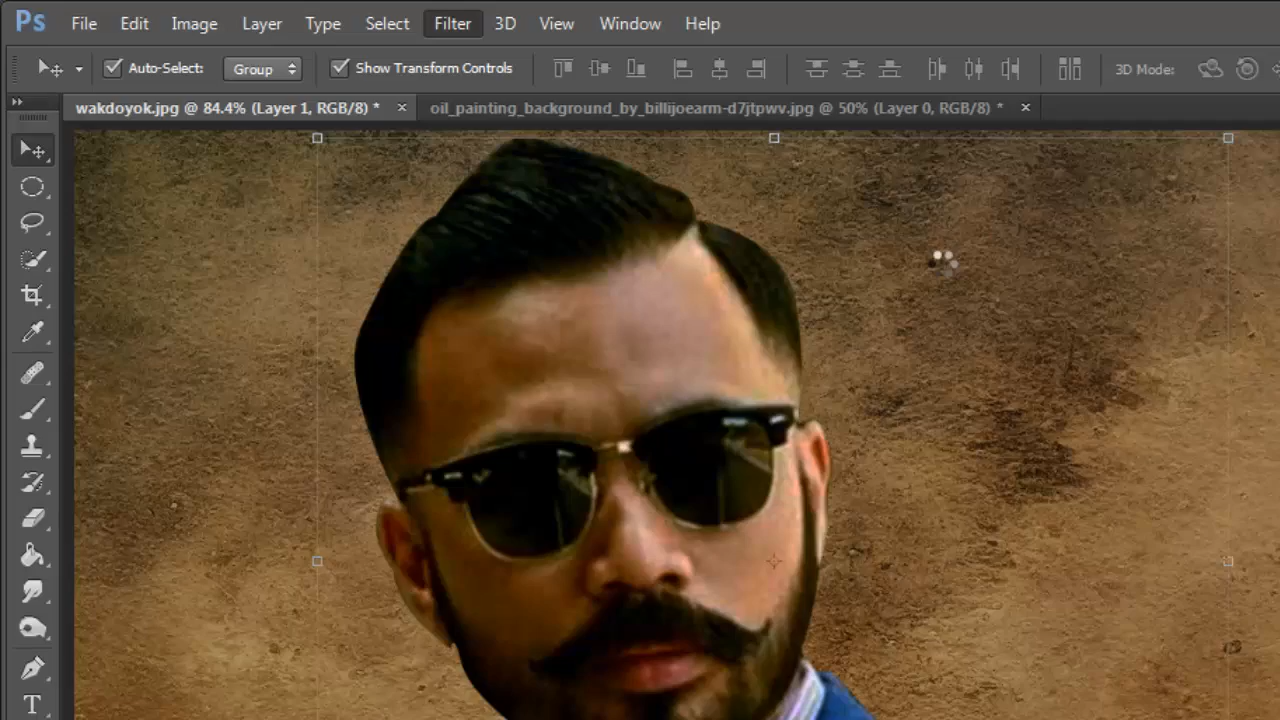 Ps File Edit Image Layer Type Select Filter 3D View Window Help
Auto-Select: Group Show Transform Controls 3D Mode:
wakdoyok.jpg @ 84.4% (Layer 1, RGB/8) * × oil_painting_background_by_billijoearm-d7jtpwv.jpg @ 50% (Layer 0, RGB/8) * ×
T